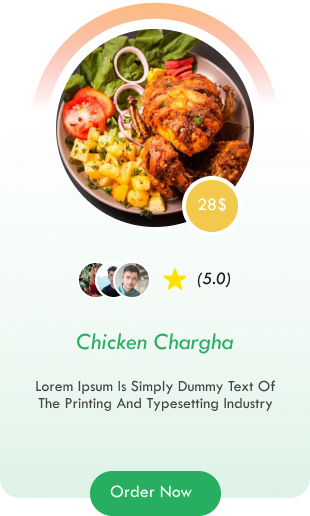 28$
(5.0)
Chicken Chargha
Lorem Ipsum Is Simply Dummy Text Of
The Printing And Typesetting Industry
Order Now